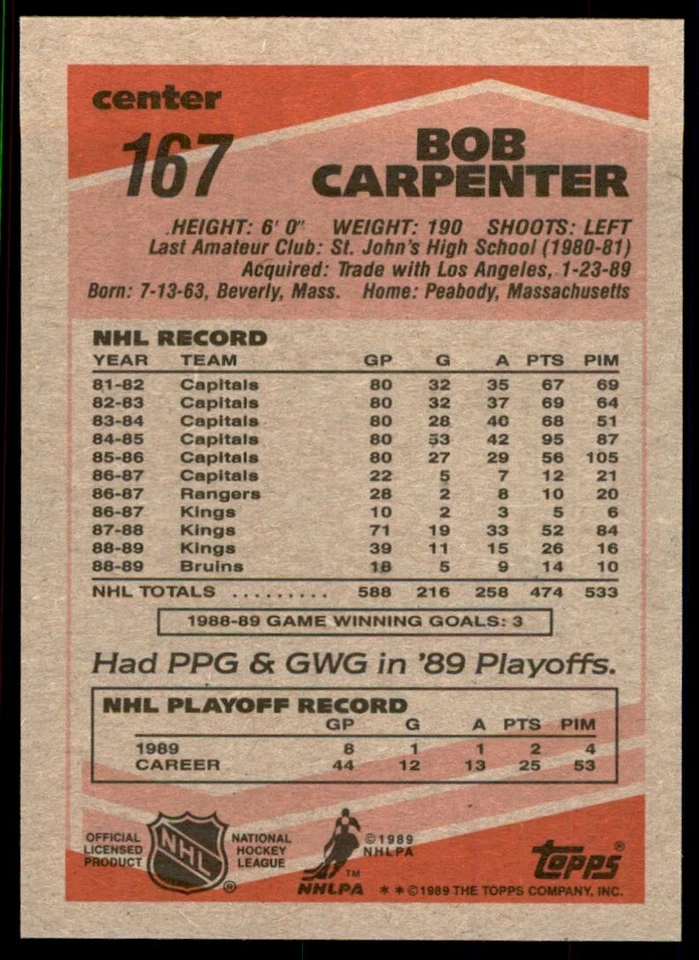 center
167
BOB
CARPENTER
HEIGHT: 6' 0" WEIGHT: 190 SHOOTS: LEFT
Last Amateur Club: St. John's High School (1980-81)
Acquired: Trade with Los Angeles, 1-23-89
Born: 7-13-63, Beverly, Mass. Home: Peabody, Massachusetts
NHL RECORD
YEAR TEAM GP G A PTS PIM
81-82 Capitals 80 32 35 67 69
82-83 Capitals 80 32 37 69 64
83-84 Capitals 80 28 40 68 51
84-85 Capitals 80 53 42 95 87
85-86 Capitals 80 27 29 56 105
86-87 Capitals 22 5 7 12 21
86-87 Rangers 28 2 8 10 20
86-87 Kings 10 2 3 5 6
87-88 Kings 71 19 33 52 84
88-89 Kings 39 11 15 26 16
88-89 Bruins 18 5 9 14 10
NHL TOTALS ......... 588 216 258 474 533
1988-89 GAME WINNING GOALS: 3
Had PPG & GWG in '89 Playoffs.
NHL PLAYOFF RECORD
GP G A PTS PIM
1989 8 1 1 2 4
CAREER 44 12 13 25 53
OFFICIAL LICENSED PRODUCT
NHL ®
NATIONAL HOCKEY LEAGUE
©1989 NHLPA
TM
NHLPA
TOPPS ®
* * ©1989 THE TOPPS COMPANY, INC.